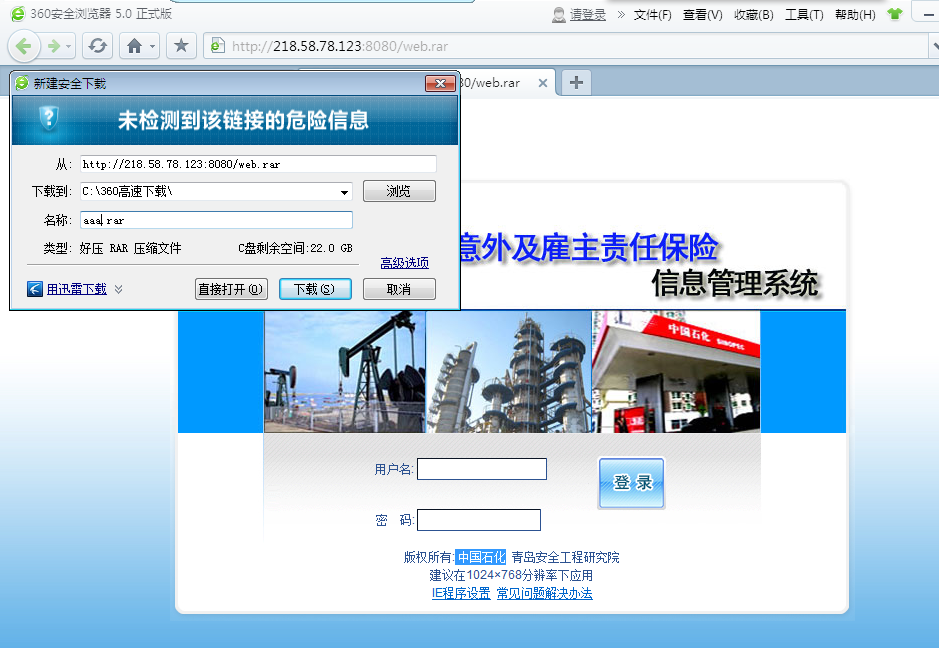 360安全浏览器 5.0 正式版
请登录 » 文件(F) 查看(V) 收藏(B) 工具(T) 帮助(H)
http://218.58.78.123:8080/web.rar
新建安全下载
80/web.rar
未检测到该链接的危险信息
从: http://218.58.78.123:8080/web.rar
下载到: C:\360高速下载\ 浏览
名称: aaa.rar
类型: 好压 RAR 压缩文件 C盘剩余空间:22.0 GB
高级选项
用迅雷下载 直接打开(O) 下载(S) 取消
意外及雇主责任保险
信息管理系统
中国石化 SINOPEC
用户名:
登 录
密 码:
版权所有:中国石化 青岛安全工程研究院
建议在1024×768分辨率下应用
IE程序设置 常见问题解决办法